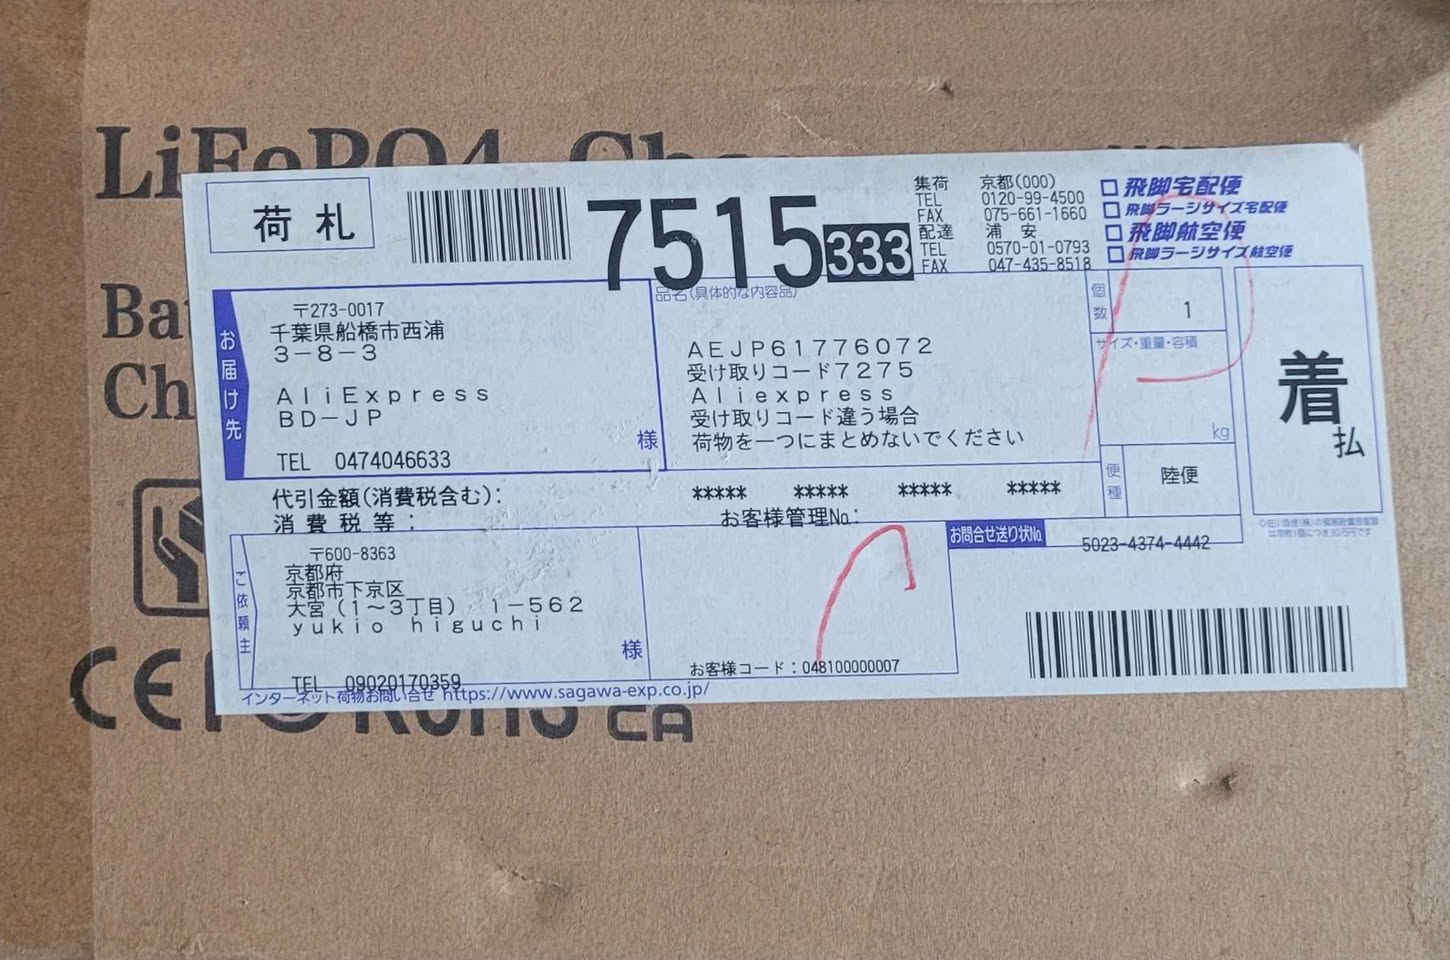 LiFePO4 Cha
荷札
7515 333
集荷 京都(000)
TEL 0120-99-4500
FAX 075-661-1660
配達 浦 安
TEL 0570-01-0793
FAX 047-435-8518
飛脚宅配便
飛脚ラージサイズ宅配便
飛脚航空便
飛脚ラージサイズ航空便
Bat
Ch
お届け先
〒273-0017
千葉県船橋市西浦
3-8-3
AliExpress
BD-JP
様
TEL 0474046633
品名(具体的な内容品)
AEJP61776072
受け取りコード7275
Aliexpress
受け取りコード違う場合
荷物を一つにまとめないでください
個数 1
サイズ・重量・容積
kg
便種 陸便
着払
代引金額(消費税含む):
***** ***** ***** *****
消費税等:
お客様管理No.:
お問合せ送り状No.
5023-4374-4442
ご依頼主
〒600-8363
京都府
京都市下京区
大宮(1～3丁目) 1-562
yukio higuchi
様
TEL 09020170359
お客様コード:048100000007
インターネット荷物お問い合せ https://www.sagawa-exp.co.jp/
CE F RoHS CA